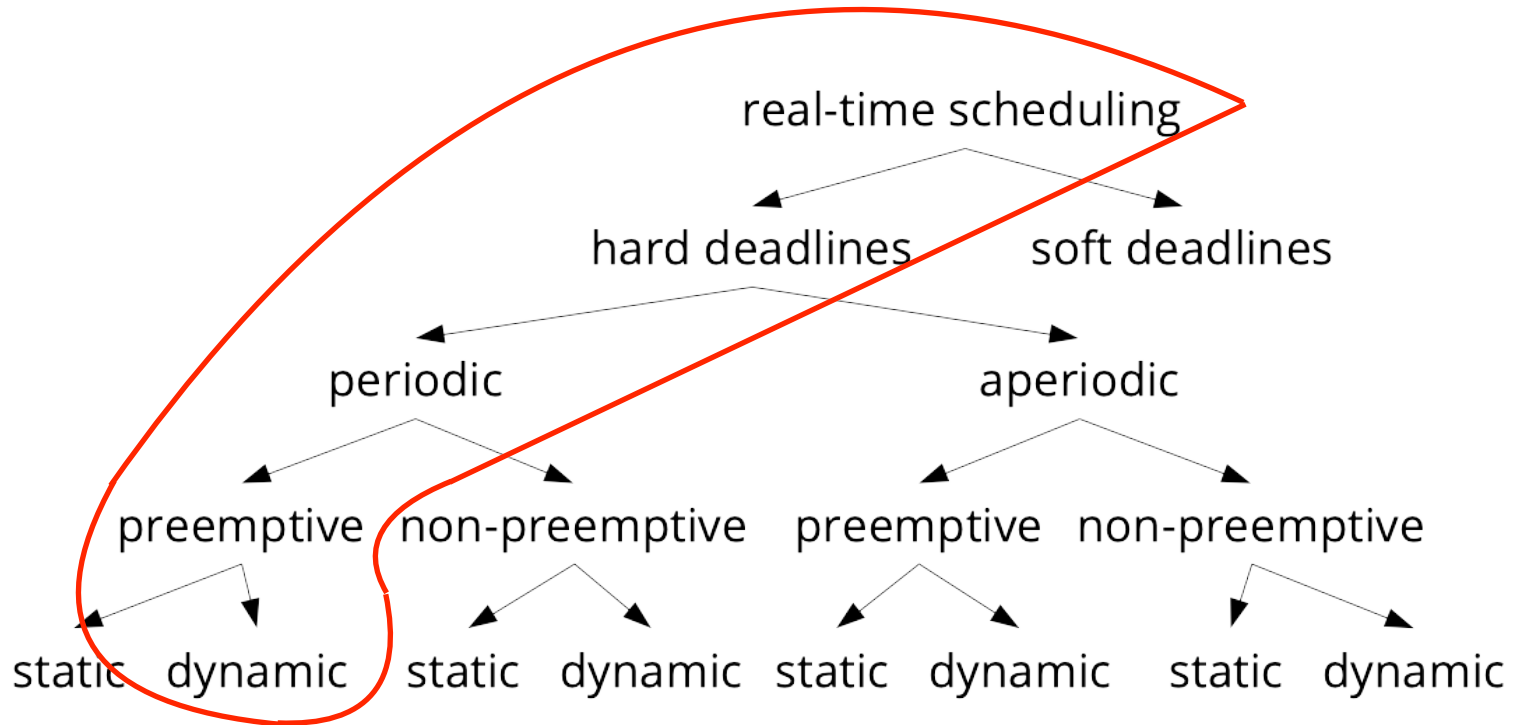 real-time scheduling
hard deadlines soft deadlines
periodic aperiodic
preemptive non-preemptive preemptive non-preemptive
static dynamic static dynamic static dynamic static dynamic